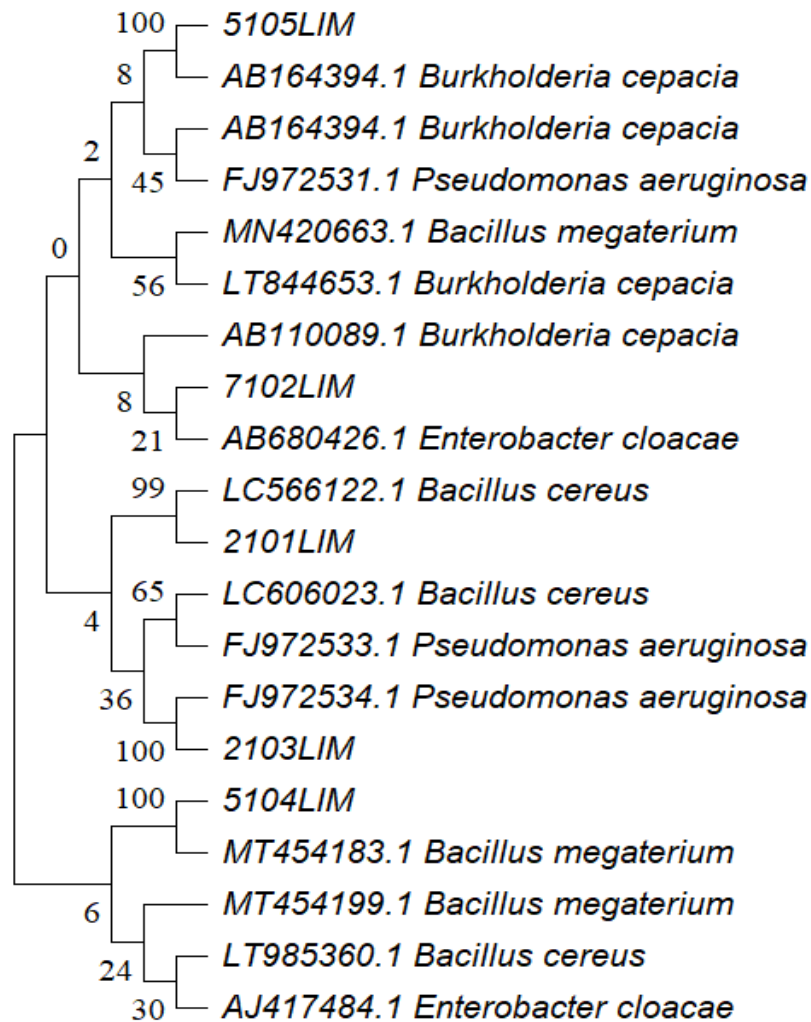 100 5105LIM
8 AB164394.1 Burkholderia cepacia
AB164394.1 Burkholderia cepacia
2
45 FJ972531.1 Pseudomonas aeruginosa
MN420663.1 Bacillus megaterium
0
56 LT844653.1 Burkholderia cepacia
AB110089.1 Burkholderia cepacia
7102LIM
8
21 AB680426.1 Enterobacter cloacae
99 LC566122.1 Bacillus cereus
2101LIM
65 LC606023.1 Bacillus cereus
4
FJ972533.1 Pseudomonas aeruginosa
36 FJ972534.1 Pseudomonas aeruginosa
100 2103LIM
100 5104LIM
MT454183.1 Bacillus megaterium
6 MT454199.1 Bacillus megaterium
24 LT985360.1 Bacillus cereus
30 AJ417484.1 Enterobacter cloacae